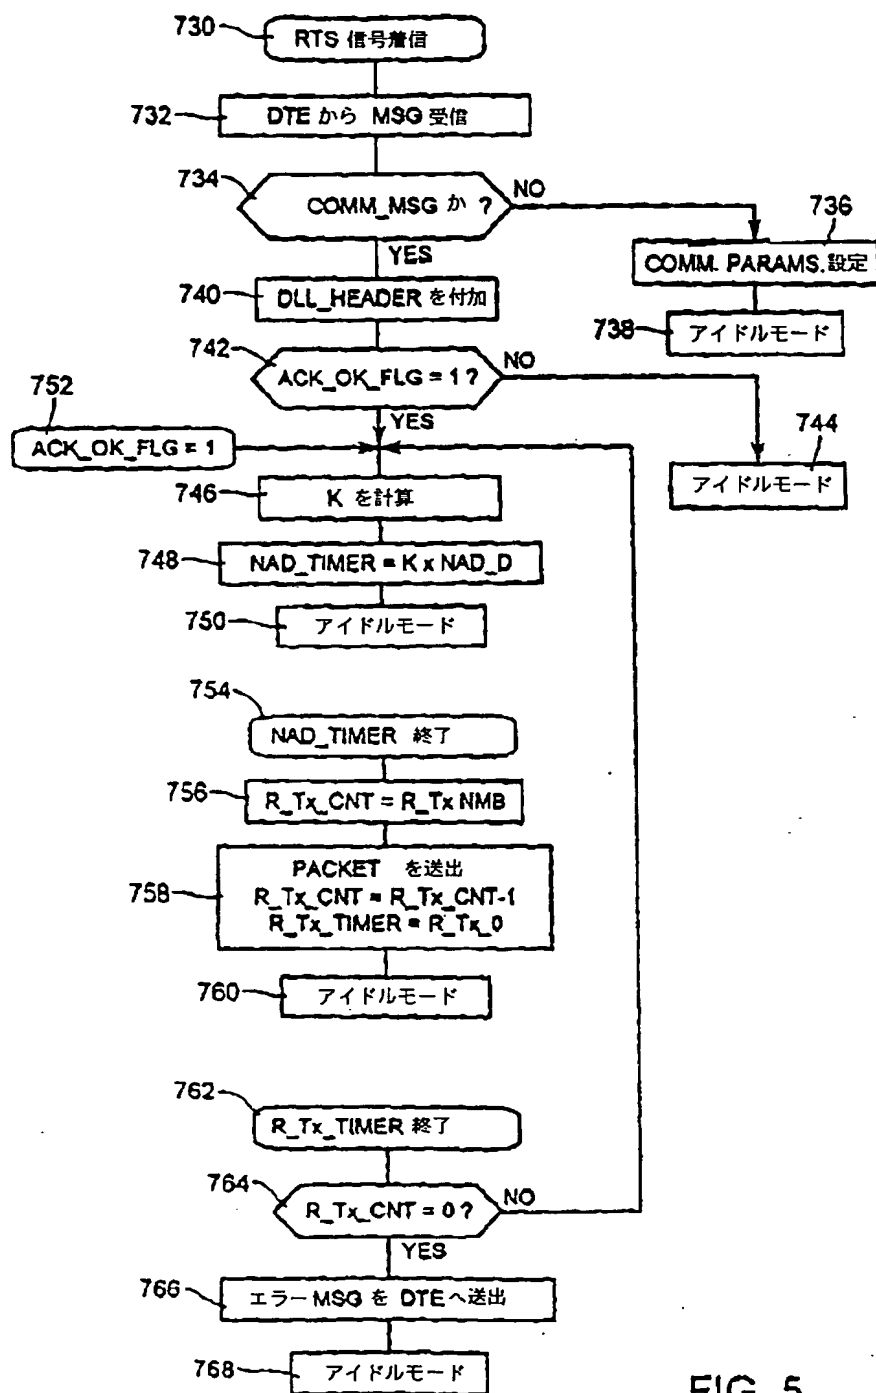 730
RTS 信号着信
732
DTE から MSG 受信
734
COMM_MSG か ?
NO
YES
736
COMM. PARAMS. 設定
738
アイドルモード
740
DLL_HEADER を付加
742
ACK_OK_FLG = 1 ?
NO
YES
744
アイドルモード
752
ACK_OK_FLG = 1
746
K を計算
748
NAD_TIMER = K x NAD_D
750
アイドルモード
754
NAD_TIMER 終了
756
R_Tx_CNT = R_Tx NMB
758
PACKET を送出
R_Tx_CNT = R_Tx_CNT-1
R_Tx_TIMER = R_Tx_0
760
アイドルモード
762
R_Tx_TIMER 終了
764
R_Tx_CNT = 0 ?
NO
YES
766
エラー MSG を DTE へ送出
768
アイドルモード
FIG. 5